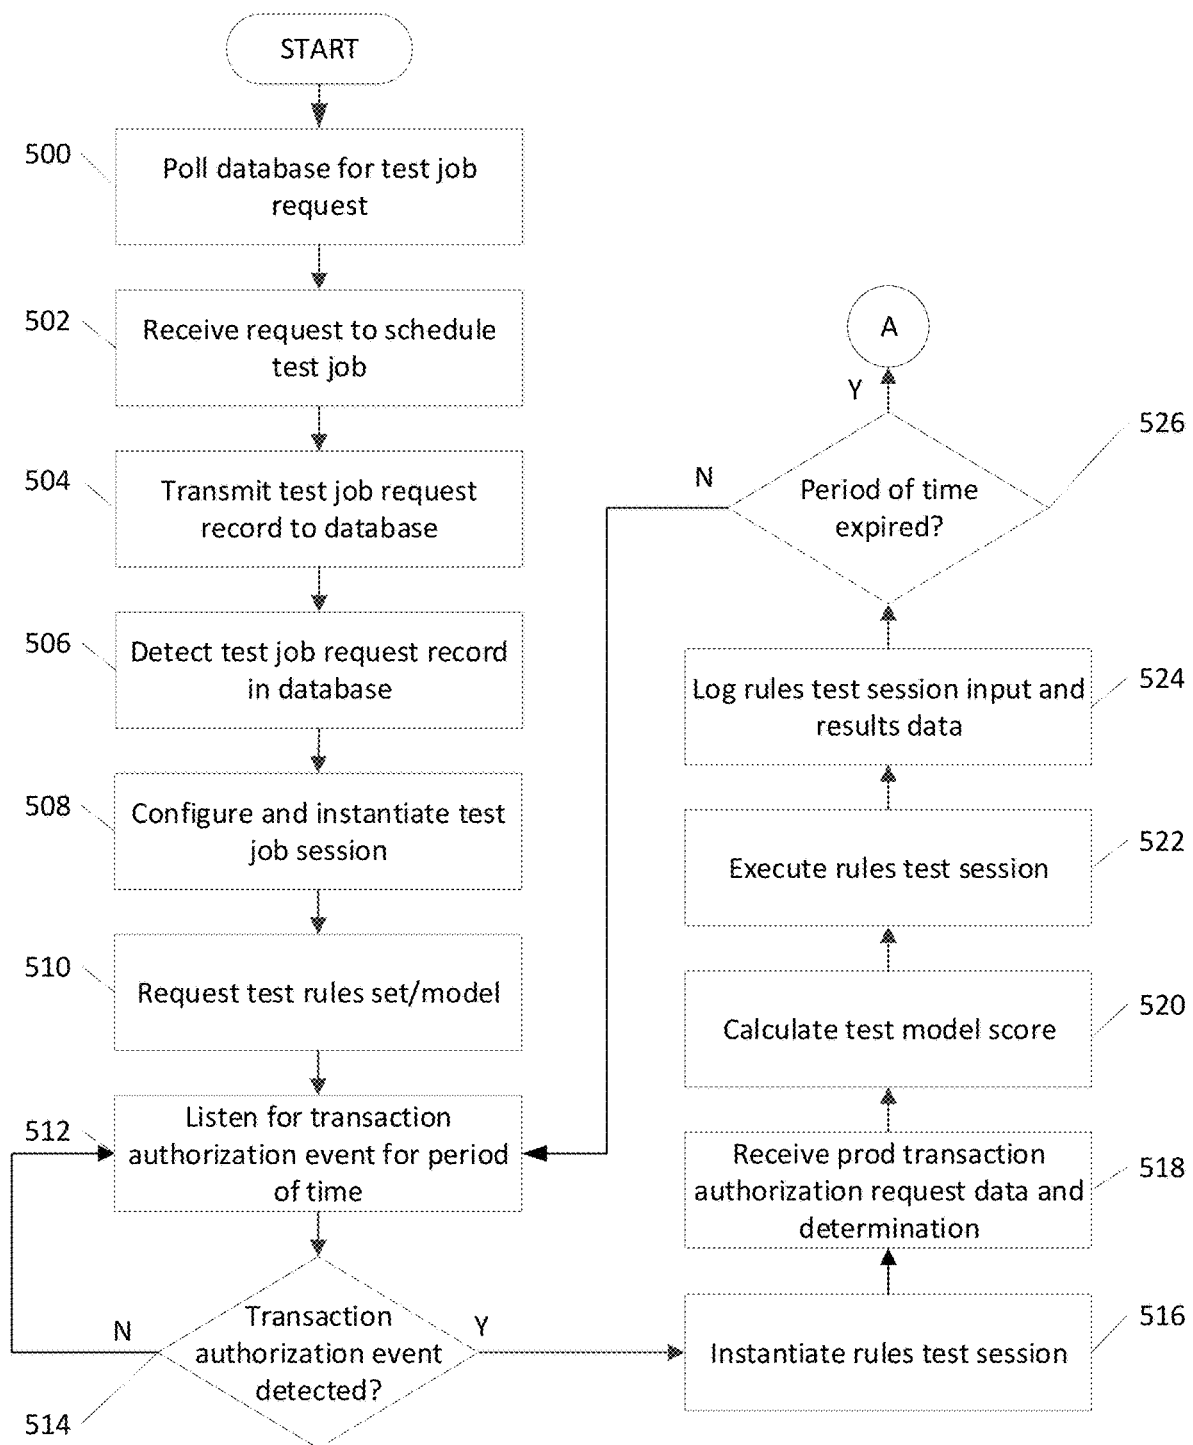 START
500
Poll database for test job
request
502
Receive request to schedule
test job
504
Transmit test job request
record to database
506
Detect test job request record
in database
508
Configure and instantiate test
job session
510
Request test rules set/model
512
Listen for transaction
authorization event for period
of time
514
Transaction
authorization event
detected?
N
Y
516
Instantiate rules test session
518
Receive prod transaction
authorization request data and
determination
520
Calculate test model score
522
Execute rules test session
524
Log rules test session input and
results data
526
Period of time
expired?
N
Y
A